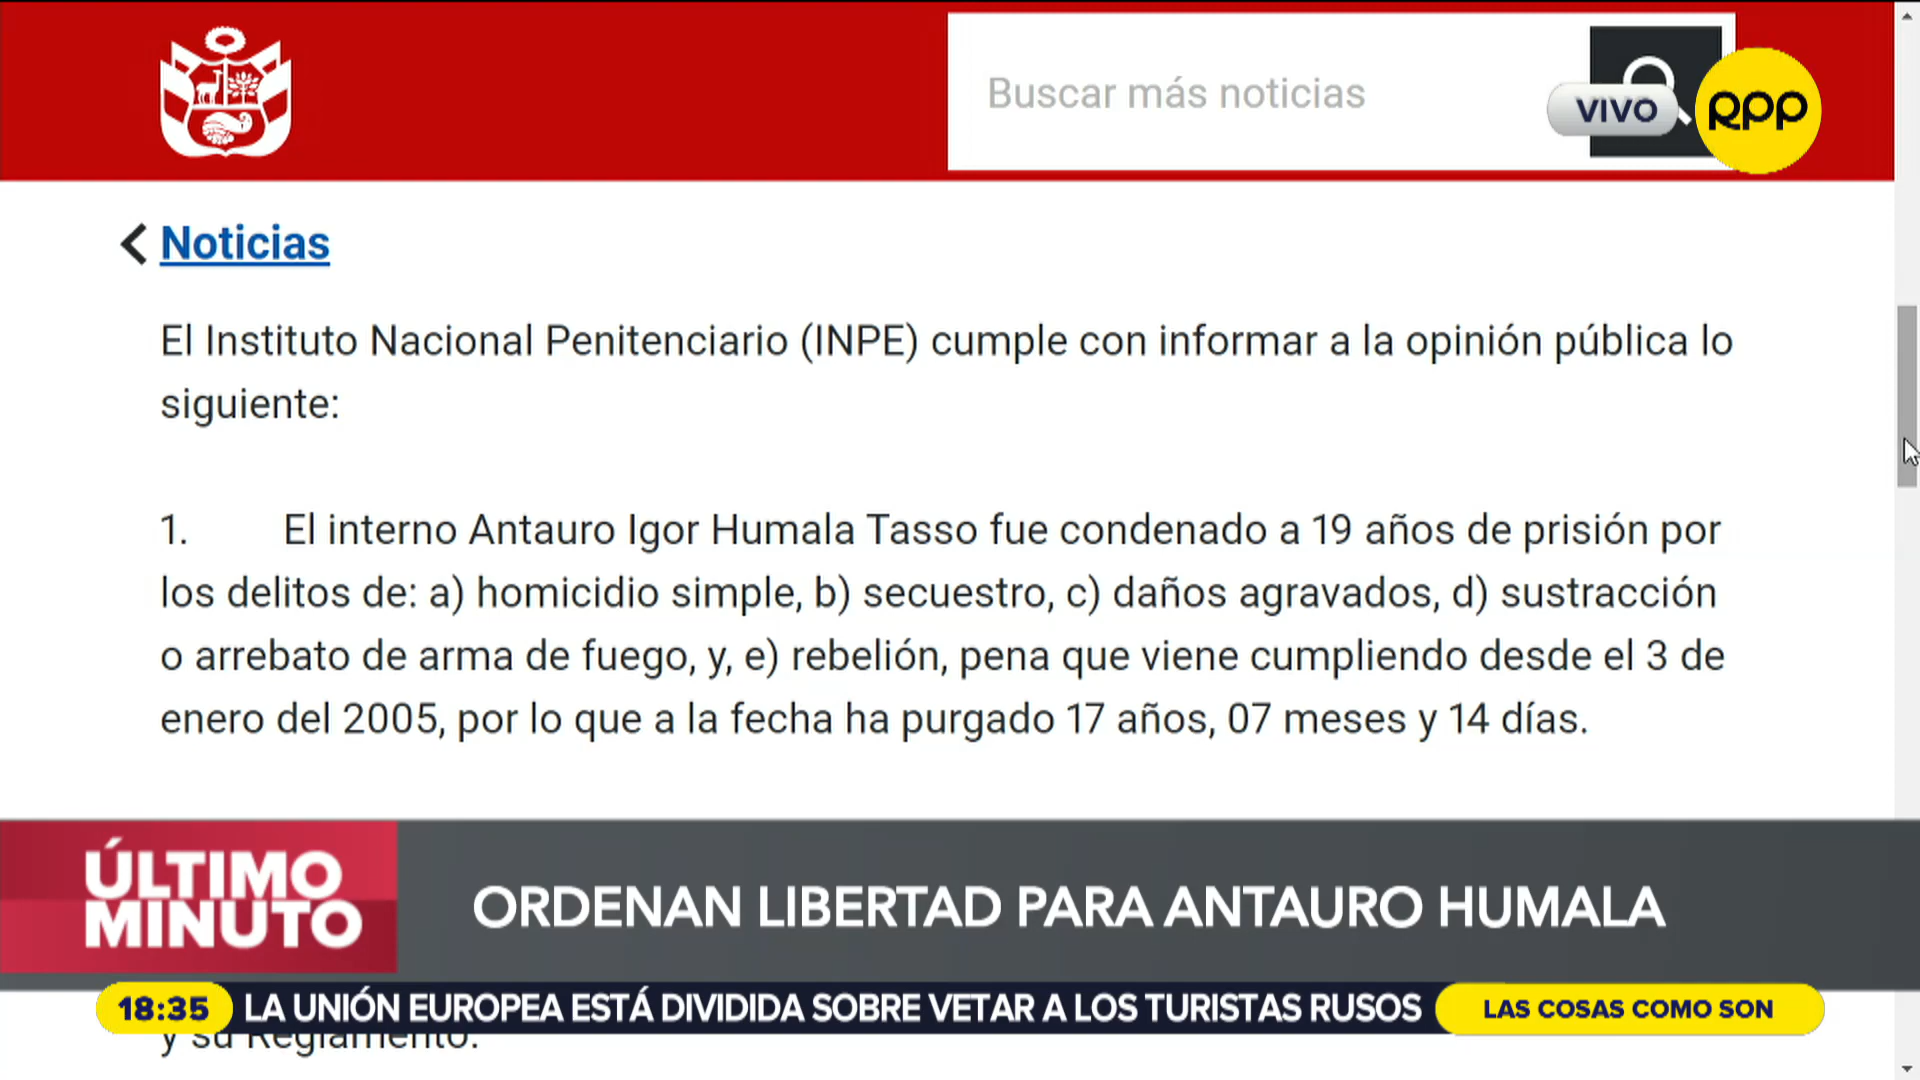 Buscar más noticias
VIVO
rpp
Noticias
El Instituto Nacional Penitenciario (INPE) cumple con informar a la opinión pública lo
siguiente:
1. El interno Antauro Igor Humala Tasso fue condenado a 19 años de prisión por
los delitos de: a) homicidio simple, b) secuestro, c) daños agravados, d) sustracción
o arrebato de arma de fuego, y, e) rebelión, pena que viene cumpliendo desde el 3 de
enero del 2005, por lo que a la fecha ha purgado 17 años, 07 meses y 14 días.
ÚLTIMO
MINUTO
ORDENAN LIBERTAD PARA ANTAURO HUMALA
18:35 LA UNIÓN EUROPEA ESTÁ DIVIDIDA SOBRE VETAR A LOS TURISTAS RUSOS LAS COSAS COMO SON
y su Reglamento.